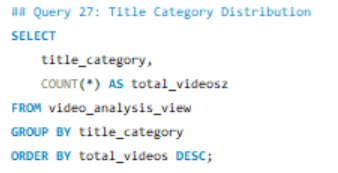 ## Query 27: Title Category Distribution
SELECT
title_category,
COUNT(*) AS total_videosz
FROM video_analysis_view
GROUP BY title_category
ORDER BY total_videos DESC;